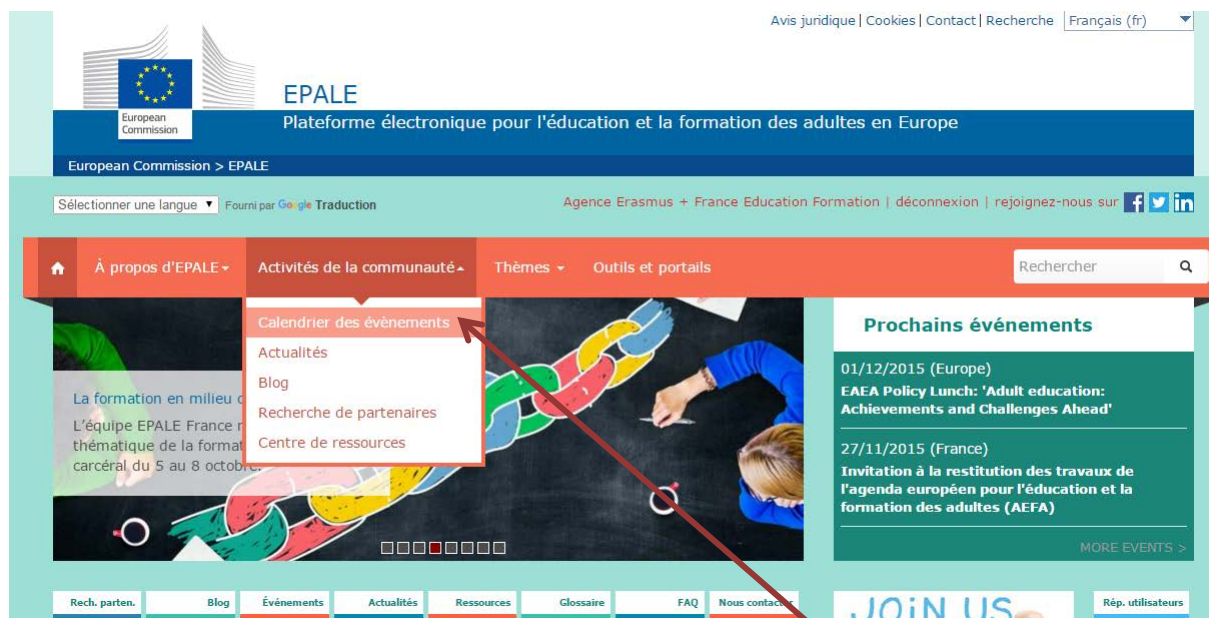 Avis juridique | Cookies | Contact | Recherche Français (fr)
European
Commission
EPALE
Plateforme électronique pour l'éducation et la formation des adultes en Europe
European Commission > EPALE
Sélectionner une langue Fourni par Google Traduction
Agence Erasmus + France Education Formation | déconnexion | rejoignez-nous sur f in
À propos d'EPALE Activités de la communauté Thèmes Outils et portails Rechercher
Calendrier des évènements
Actualités
Blog
Recherche de partenaires
Centre de ressources
La formation en milieu
L'équipe EPALE France
thématique de la
carcéral du 5 au 8
Prochains événements
01/12/2015 (Europe)
EAEA Policy Lunch: 'Adult education:
Achievements and Challenges Ahead'
27/11/2015 (France)
Invitation à la restitution des travaux de
l'agenda européen pour l'éducation et la
formation des adultes (AEFA)
MORE EVENTS >
Rech. parten. Blog Événements Actualités Ressources Glossaire FAQ Nous contacter
JOiN US
Rép. utilisateurs